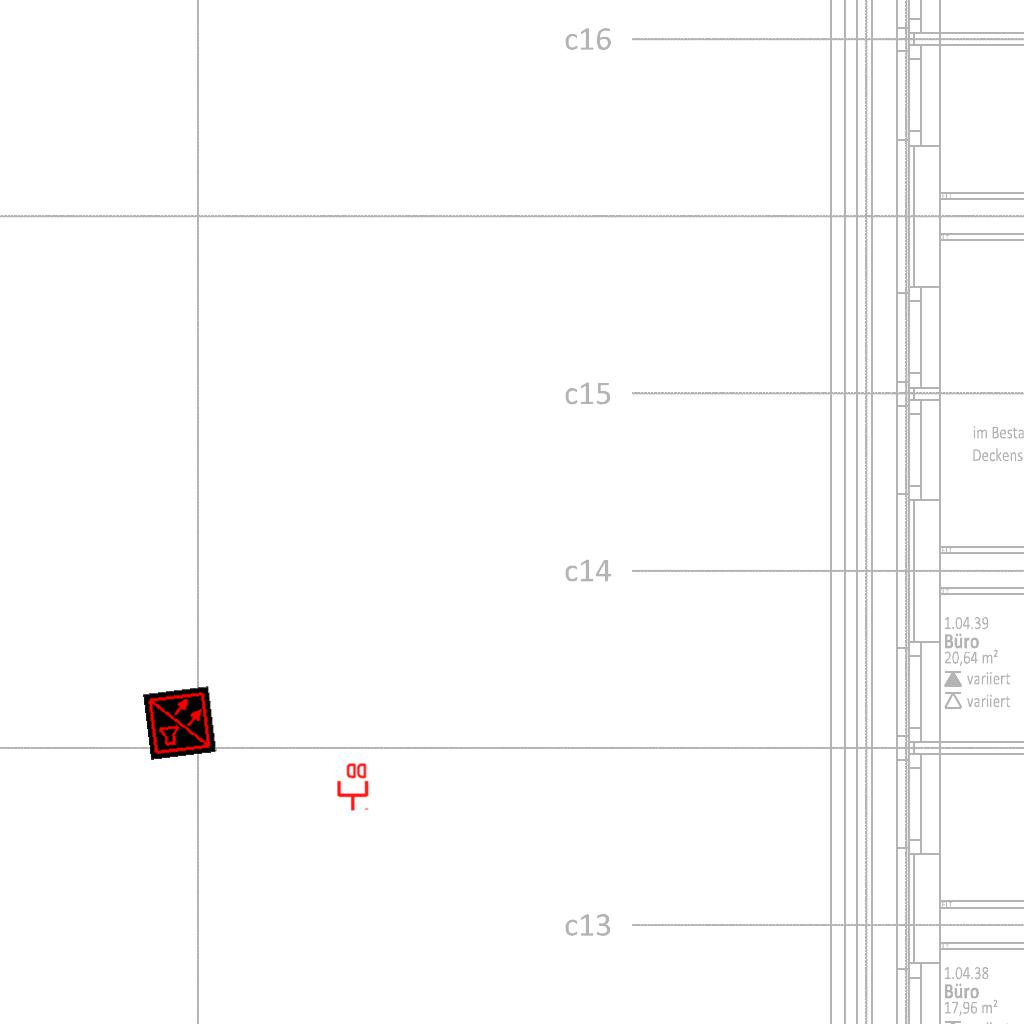 c16
c15
im Besta
Deckens
c14
1.04.39
Büro
20,64 m²
variiert
variiert
c13
1.04.38
Büro
17,96 m²